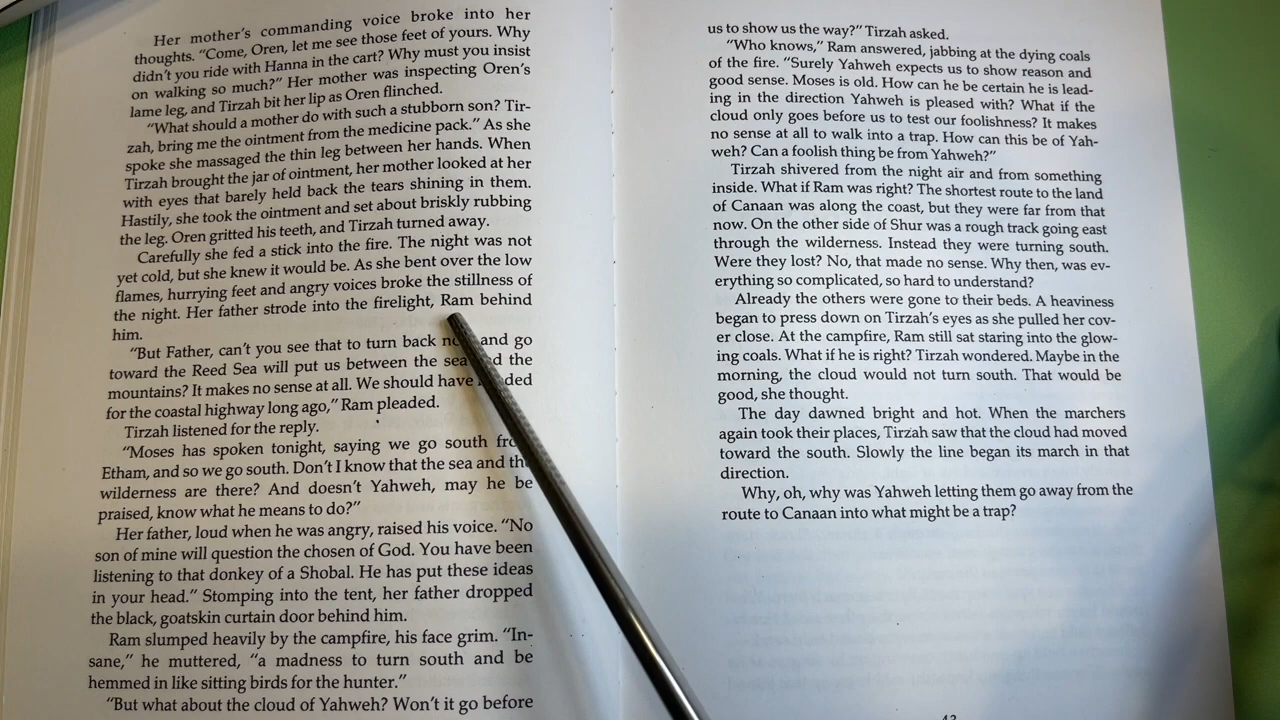 Her mother's commanding voice broke into her
thoughts. "Come, Oren, let me see those feet of yours. Why
didn't you ride with Hanna in the cart? Why must you insist
on walking so much?" Her mother was inspecting Oren's
lame leg, and Tirzah bit her lip as Oren flinched.
"What should a mother do with such a stubborn son? Tir-
zah, bring me the ointment from the medicine pack." As she
spoke she massaged the thin leg between her hands. When
Tirzah brought the jar of ointment, her mother looked at her
with eyes that barely held back the tears shining in them.
Hastily, she took the ointment and set about briskly rubbing
the leg. Oren gritted his teeth, and Tirzah turned away.
Carefully she fed a stick into the fire. The night was not
yet cold, but she knew it would be. As she bent over the low
flames, hurrying feet and angry voices broke the stillness of
the night. Her father strode into the firelight, Ram behind
him.
"But Father, can't you see that to turn back and go
toward the Reed Sea will put us between the sea the
mountains? It makes no sense at all. We should have
for the coastal highway long ago," Ram pleaded.
Tirzah listened for the reply.
"Moses has spoken tonight, saying we go south
Etham, and so we go south. Don't I know that the sea and
wilderness are there? And doesn't Yahweh, may he be
praised, know what he means to do?"
Her father, loud when he was angry, raised his voice. "No
son of mine will question the chosen of God. You have been
listening to that donkey of a Shobal. He has put these ideas
in your head." Stomping into the tent, her father dropped
the black, goatskin curtain door behind him.
Ram slumped heavily by the campfire, his face grim. "In-
sane," he muttered, "a madness to turn south and be
hemmed in like sitting birds for the hunter."
"But what about the cloud of Yahweh? Won't it go before
us to show us the way?" Tirzah asked.
"Who knows," Ram answered, jabbing at the dying coals
of the fire. "Surely Yahweh expects us to show reason and
good sense. Moses is old. How can he be certain he is lead-
ing in the direction Yahweh is pleased with? What if the
cloud only goes before us to test our foolishness? It makes
no sense at all to walk into a trap. How can this be of Yah-
weh? Can a foolish thing be from Yahweh?"
Tirzah shivered from the night air and from something
inside. What if Ram was right? The shortest route to the land
of Canaan was along the coast, but they were far from that
now. On the other side of Shur was a rough track going east
through the wilderness. Instead they were turning south.
Were they lost? No, that made no sense. Why then, was ev-
erything so complicated, so hard to understand?
Already the others were gone to their beds. A heaviness
began to press down on Tirzah's eyes as she pulled her cov-
er close. At the campfire, Ram still sat staring into the glow-
ing coals. What if he is right? Tirzah wondered. Maybe in the
morning, the cloud would not turn south. That would be
good, she thought.
The day dawned bright and hot. When the marchers
again took their places, Tirzah saw that the cloud had moved
toward the south. Slowly the line began its march in that
direction.
Why, oh, why was Yahweh letting them go away from the
route to Canaan into what might be a trap?